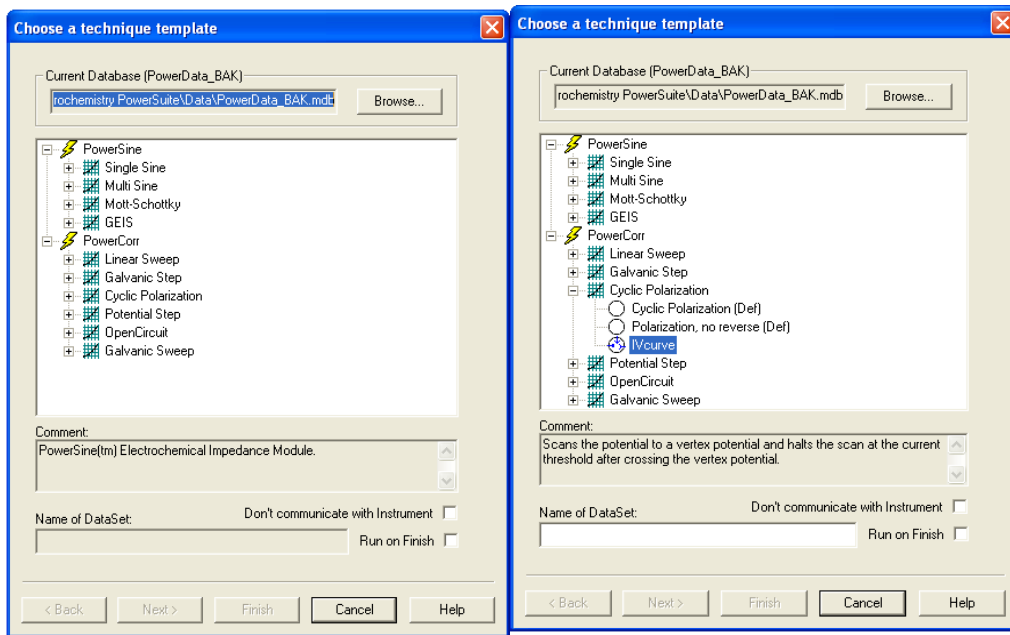 Choose a technique template
Current Database (PowerData_BAK)
rochemistry PowerSuite\Data\PowerData_BAK.mdb
Browse...
PowerSine
Single Sine
Multi Sine
Mott-Schottky
GEIS
PowerCorr
Linear Sweep
Galvanic Step
Cyclic Polarization
Potential Step
OpenCircuit
Galvanic Sweep
Comment:
PowerSine(tm) Electrochemical Impedance Module.
Name of DataSet:
Don't communicate with Instrument
Run on Finish
< Back
Next >
Finish
Cancel
Help
Choose a technique template
Current Database (PowerData_BAK)
rochemistry PowerSuite\Data\PowerData_BAK.mdb
Browse...
PowerSine
Single Sine
Multi Sine
Mott-Schottky
GEIS
PowerCorr
Linear Sweep
Galvanic Step
Cyclic Polarization
Cyclic Polarization (Def)
Polarization, no reverse (Def)
IVcurve
Potential Step
OpenCircuit
Galvanic Sweep
Comment:
Scans the potential to a vertex potential and halts the scan at the current
threshold after crossing the vertex potential.
Name of DataSet:
Don't communicate with Instrument
Run on Finish
< Back
Next >
Finish
Cancel
Help